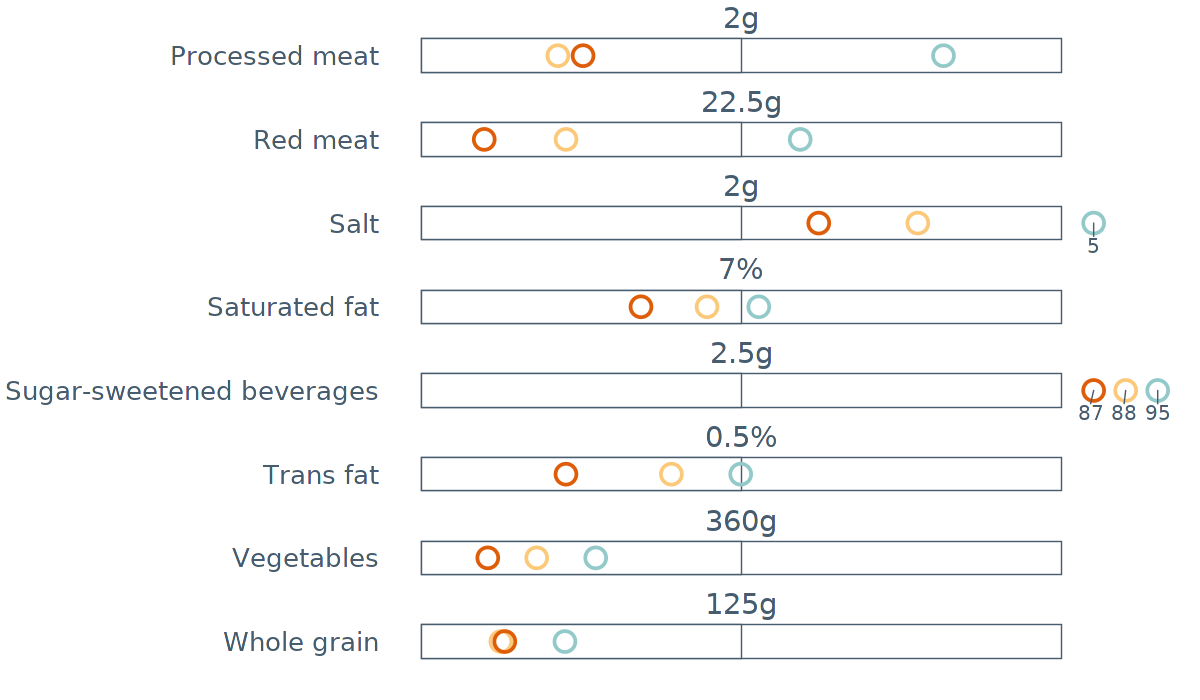 2g
Processed meat
22.5g
Red meat
2g
Salt
5
7%
Saturated fat
2.5g
Sugar-sweetened beverages
87 88 95
0.5%
Trans fat
360g
Vegetables
125g
Whole grain